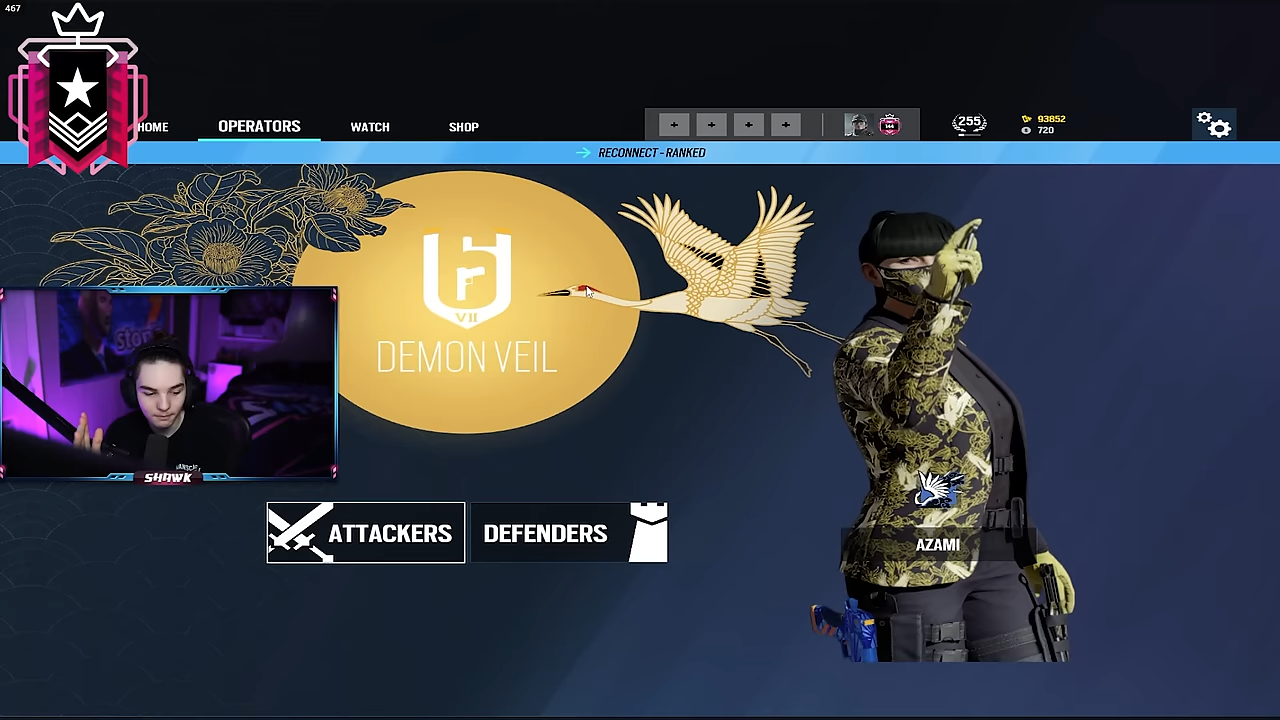 467
HOME
OPERATORS
WATCH
SHOP
255
93852
720
RECONNECT - RANKED
VII
DEMON VEIL
SHAWK
ATTACKERS
DEFENDERS
AZAMI